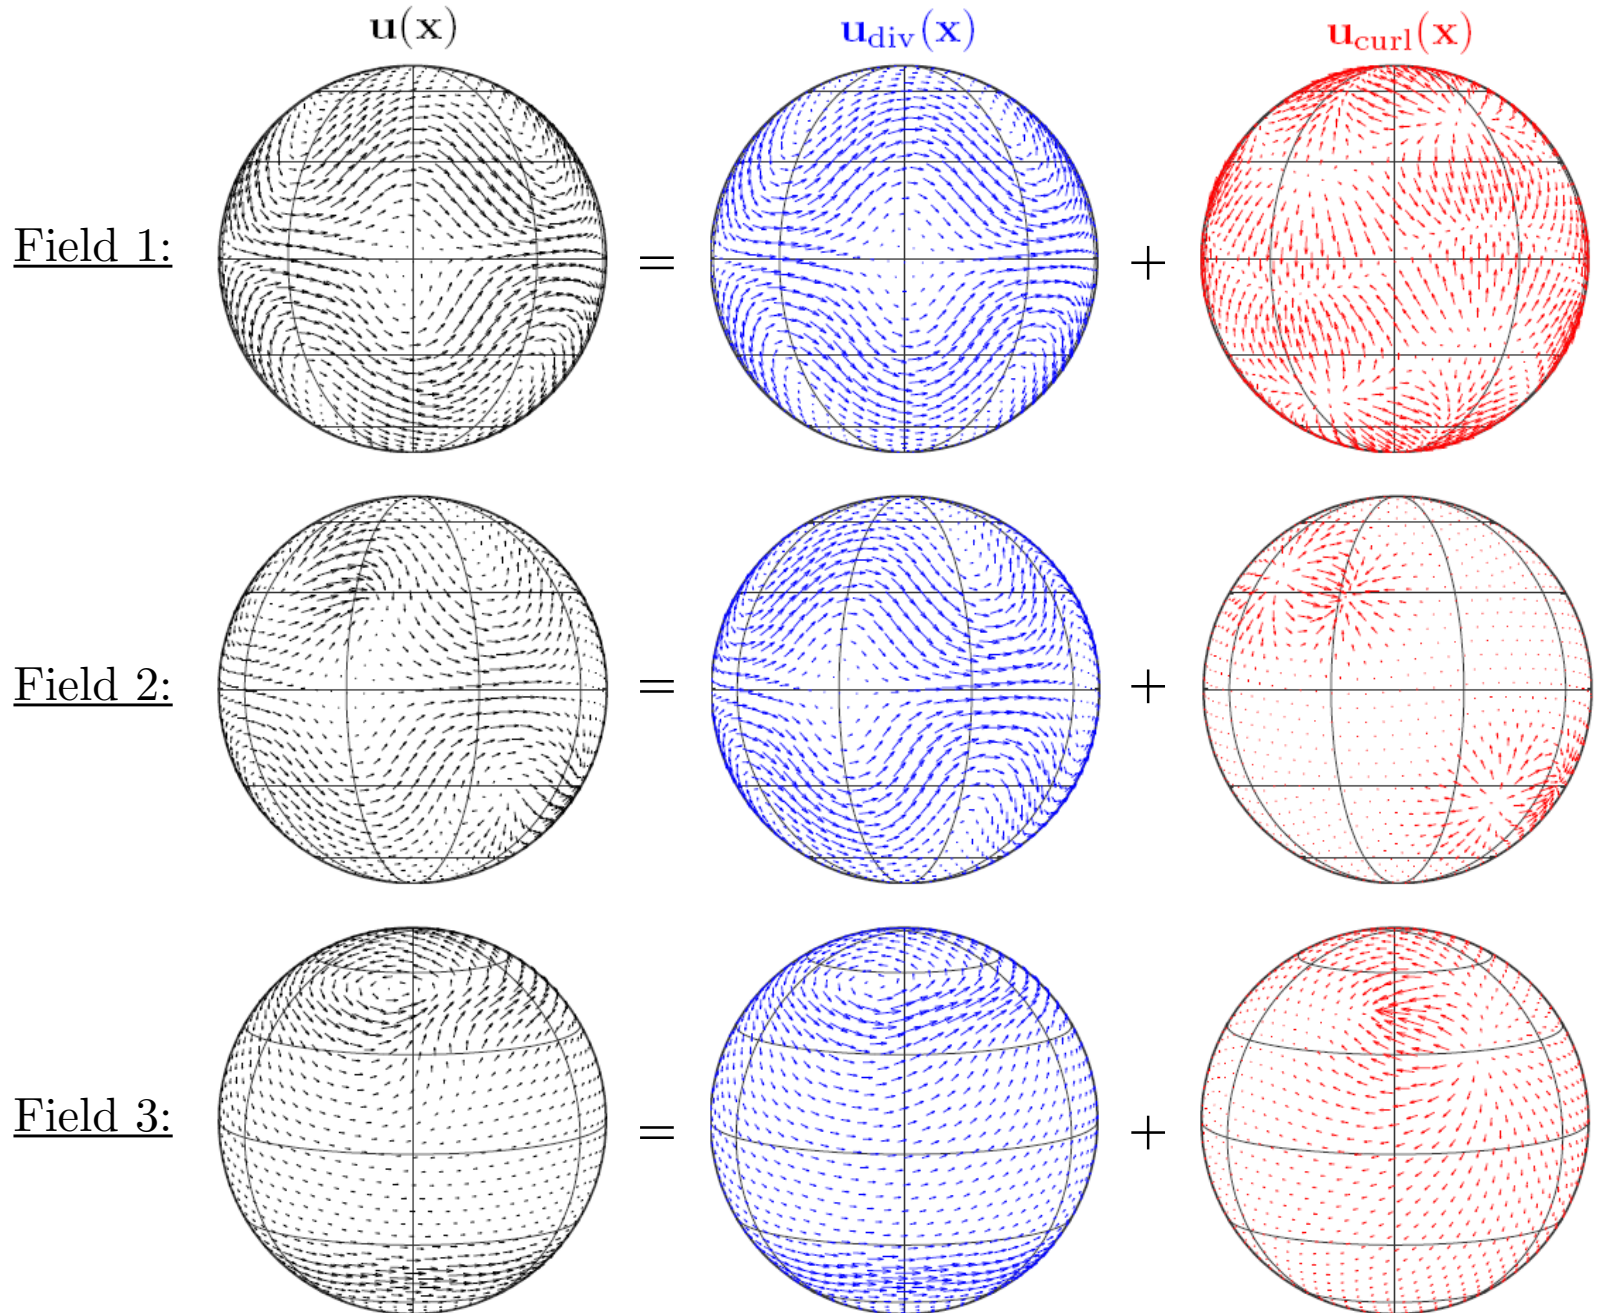 u(x) u_div(x) u_curl(x)
Field 1: = +
Field 2: = +
Field 3: = +